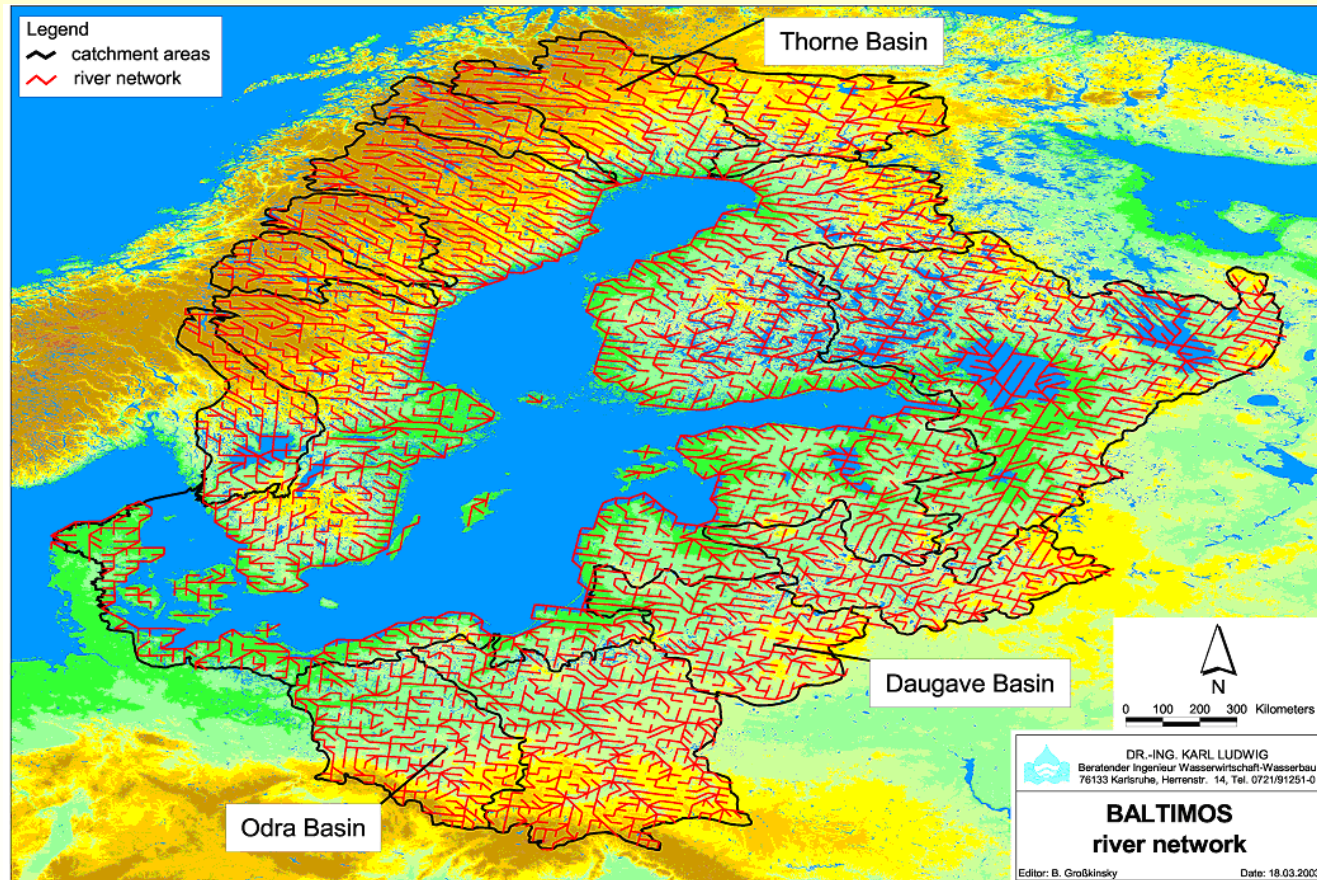 Legend
catchment areas
river network
Thorne Basin
Daugave Basin
Odra Basin
N
0 100 200 300 Kilometers
DR.-ING. KARL LUDWIG
Beratender Ingenieur Wasserwirtschaft-Wasserbau
76133 Karlsruhe, Herrenstr. 14, Tel. 0721/91251-0
BALTIMOS
river network
Editor: B. Großkinsky Date: 18.03.2003